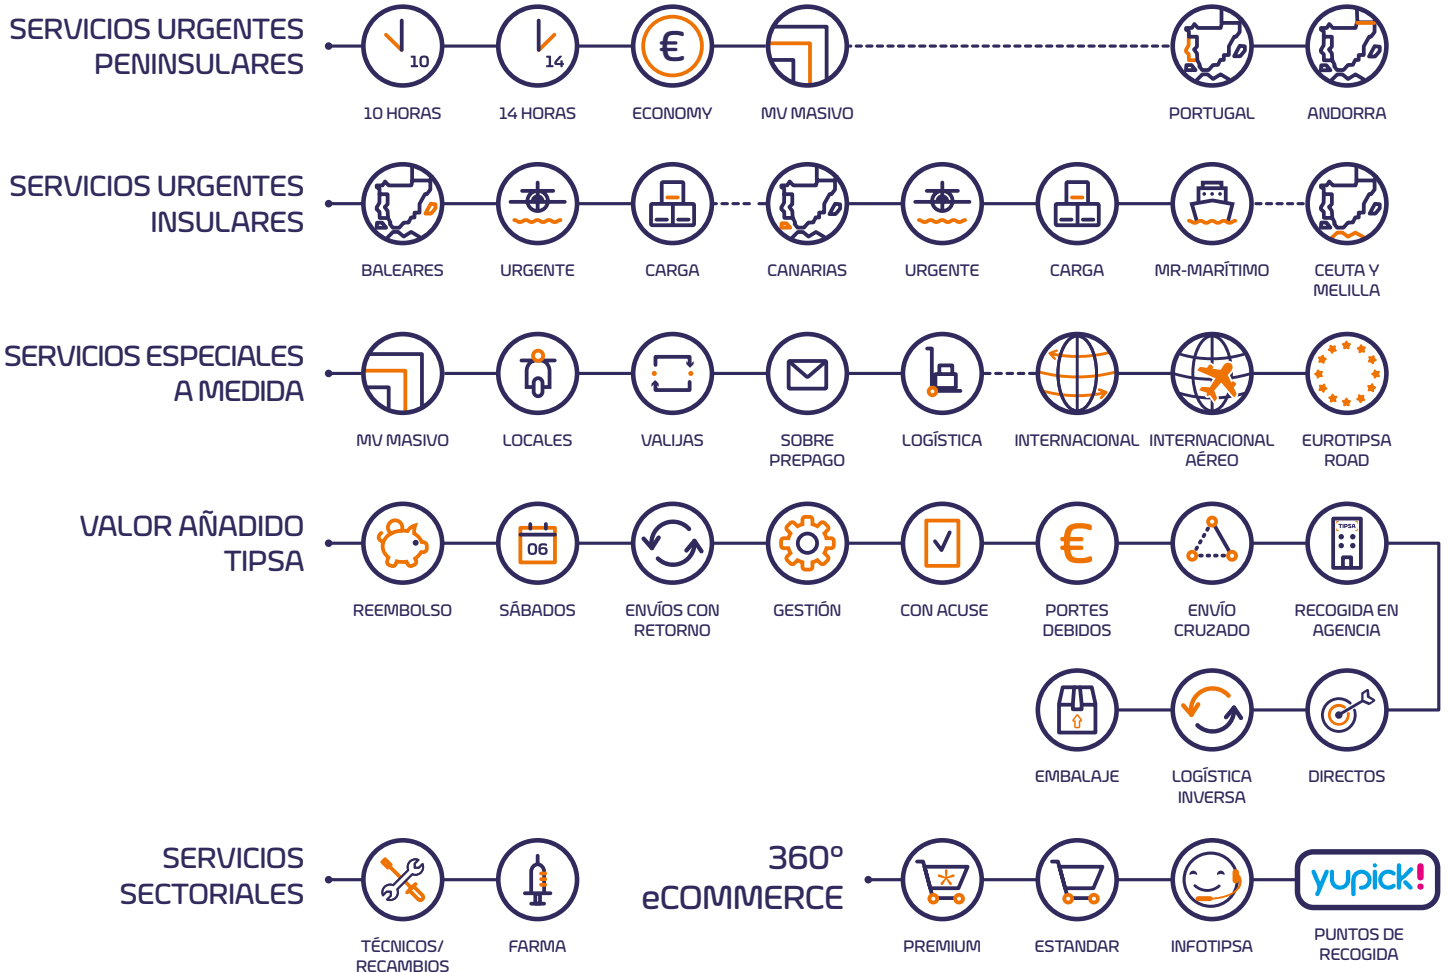 SERVICIOS URGENTES
PENINSULARES
10
14
€
10 HORAS
14 HORAS
ECONOMY
MV MASIVO
PORTUGAL
ANDORRA
SERVICIOS URGENTES
INSULARES
BALEARES
URGENTE
CARGA
CANARIAS
URGENTE
CARGA
MR-MARÍTIMO
CEUTA Y
MELILLA
SERVICIOS ESPECIALES
A MEDIDA
MV MASIVO
LOCALES
VALIJAS
SOBRE
PREPAGO
LOGÍSTICA
INTERNACIONAL
INTERNACIONAL
AÉREO
EUROTIPSA
ROAD
VALOR AÑADIDO
TIPSA
06
€
TIPSA
REEMBOLSO
SÁBADOS
ENVÍOS CON
RETORNO
GESTIÓN
CON ACUSE
PORTES
DEBIDOS
ENVÍO
CRUZADO
RECOGIDA EN
AGENCIA
EMBALAJE
LOGÍSTICA
INVERSA
DIRECTOS
SERVICIOS
SECTORIALES
TÉCNICOS/
RECAMBIOS
FARMA
360º
eCOMMERCE
PREMIUM
ESTANDAR
INFOTIPSA
yupick!
PUNTOS DE
RECOGIDA